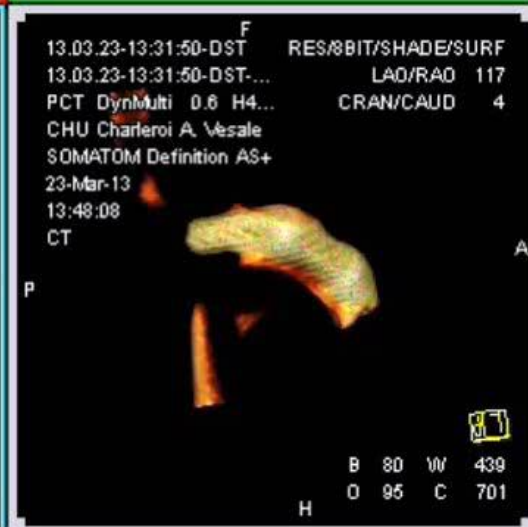 F
13.03.23-13:31:50-DST RES/8BIT/SHADE/SURF
13.03.23-13:31:50-DST-... LAO/RAO 117
PCT DynMulti 0.6 H4... CRAN/CAUD 4
CHU Charleroi A. Vesale
SOMATOM Definition AS+
23-Mar-13
13:48:08
CT
A
P
B 80 W 439
O 95 C 701
H